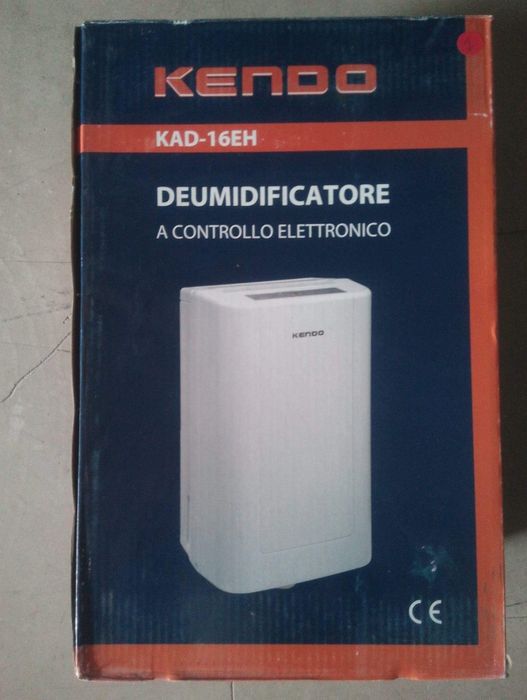 KENDO
KAD-16EH
DEUMIDIFICATORE
A CONTROLLO ELETTRONICO
KENDO
CE